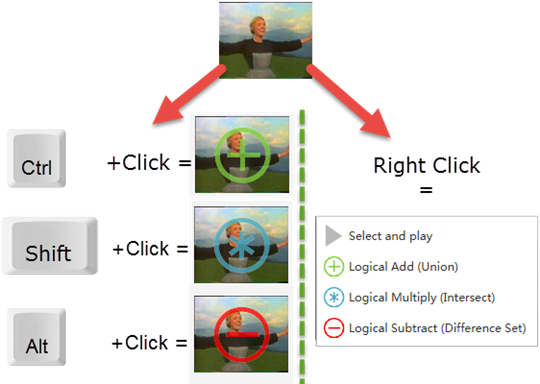 Ctrl +Click =
Shift +Click =
Alt +Click =
Right Click
=
Select and play
Logical Add (Union)
Logical Multiply (Intersect)
Logical Subtract (Difference Set)